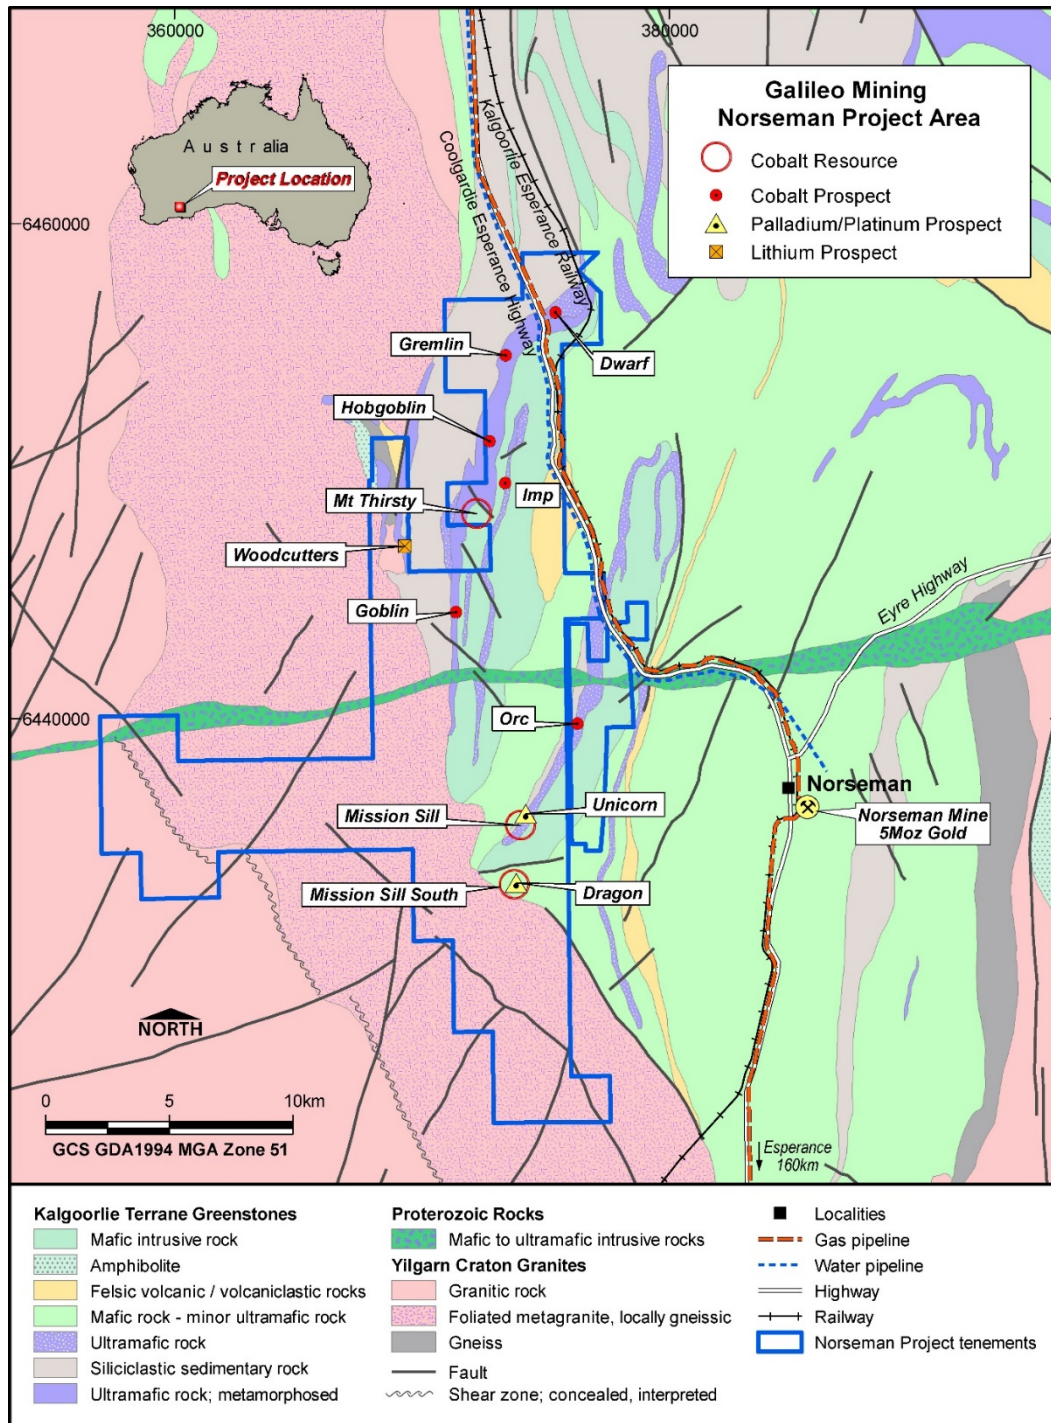 360000
380000
Galileo Mining
Norseman Project Area
Cobalt Resource
Cobalt Prospect
Palladium/Platinum Prospect
Lithium Prospect
Australia
Project Location
6460000
Kalgoorlie Esperance Railway
Coolgardie Esperance Highway
Gremlin
Dwarf
Hobgoblin
Mt Thirsty
Imp
Woodcutters
Goblin
Eyre Highway
6440000
Orc
Norseman
Unicorn
Mission Sill
Norseman Mine
5Moz Gold
Mission Sill South
Dragon
NORTH
0 5 10km
GCS GDA1994 MGA Zone 51
Esperance
160km
Kalgoorlie Terrane Greenstones
Mafic intrusive rock
Amphibolite
Felsic volcanic / volcaniclastic rocks
Mafic rock - minor ultramafic rock
Ultramafic rock
Siliciclastic sedimentary rock
Ultramafic rock; metamorphosed
Proterozoic Rocks
Mafic to ultramafic intrusive rocks
Yilgarn Craton Granites
Granitic rock
Foliated metagranite, locally gneissic
Gneiss
Fault
Shear zone; concealed, interpreted
Localities
Gas pipeline
Water pipeline
Highway
Railway
Norseman Project tenements